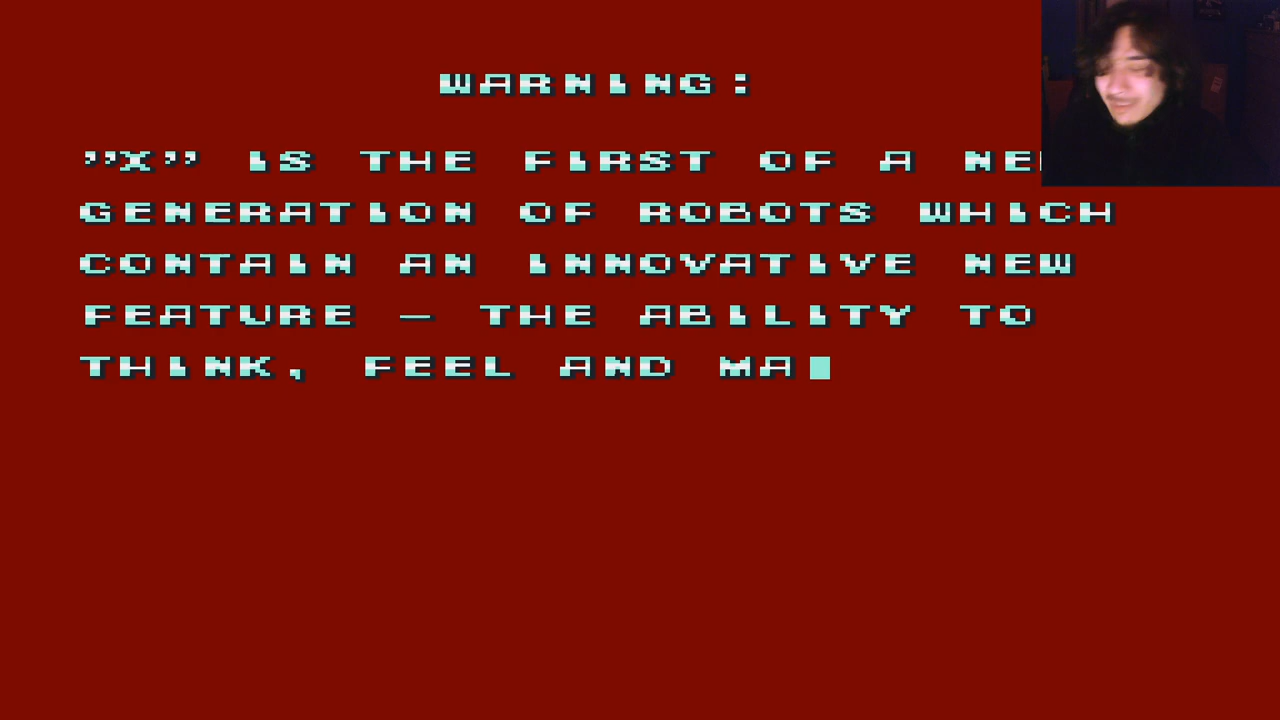 WARNING:
"X" IS THE FIRST OF A
GENERATION OF ROBOTS WHICH
CONTAIN AN INNOVATIVE NEW
FEATURE – THE ABILITY TO
THINK, FEEL AND MA